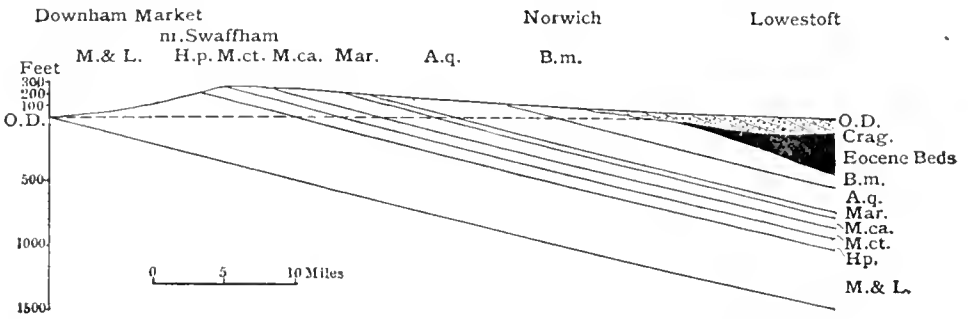 Downham Market Norwich Lowestoft
nr. Swaffham
M. & L. H.p. M.ct. M.ca. Mar. A.q. B.m.
Feet
300
200
100
O.D. O.D.
Crag.
Eocene Beds
500 B.m.
A.q.
Mar.
M.ca.
1000 M.ct.
Hp.
0 5 10 Miles
M. & L.
1500